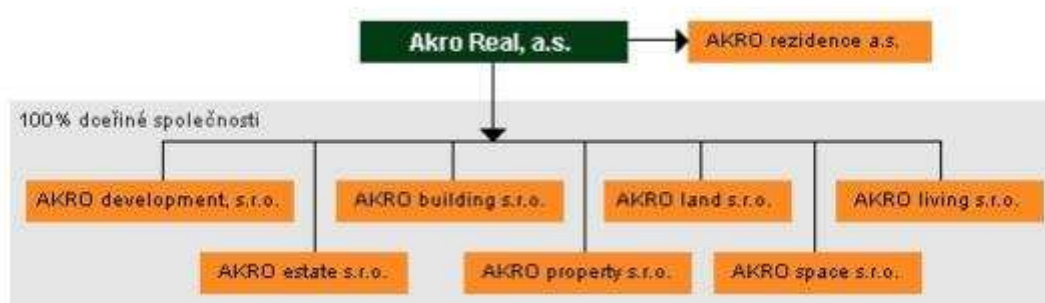 Akro Real, a.s.
AKRO rezidence a.s.
100% dceřiné společnosti
AKRO development, s.r.o.
AKRO building s.r.o.
AKRO land s.r.o.
AKRO living s.r.o.
AKRO estate s.r.o.
AKRO property s.r.o.
AKRO space s.r.o.